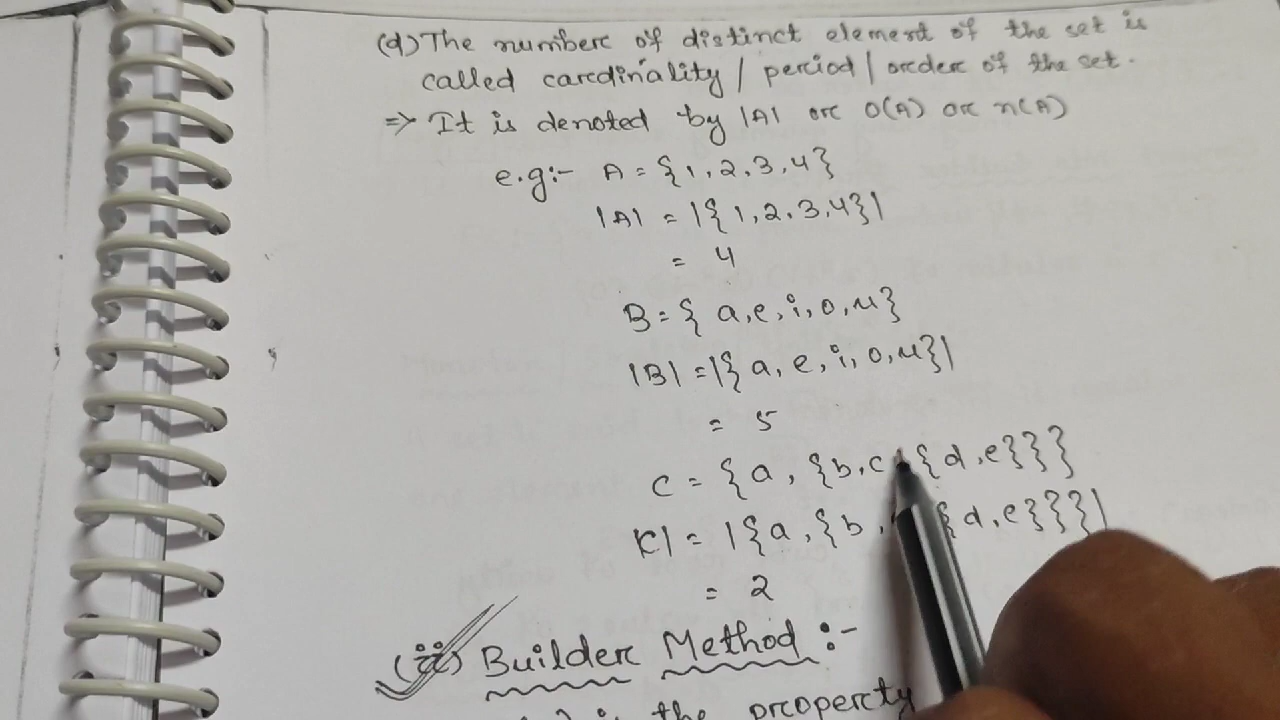 (d) The number of distinct element of the set is
called cardinality / period / order of the set.
=> It is denoted by |A| or O(A) or n(A)
e.g:- A = {1, 2, 3, 4}
|A| = |{1, 2, 3, 4}|
= 4
B = {a, e, i, o, u}
|B| = |{a, e, i, o, u}|
= 5
C = {a, {b, c, {d, e}}}
|C| = |{a, {b, {d, e}}}|
= 2
(ii) Builder Method :-
is the property